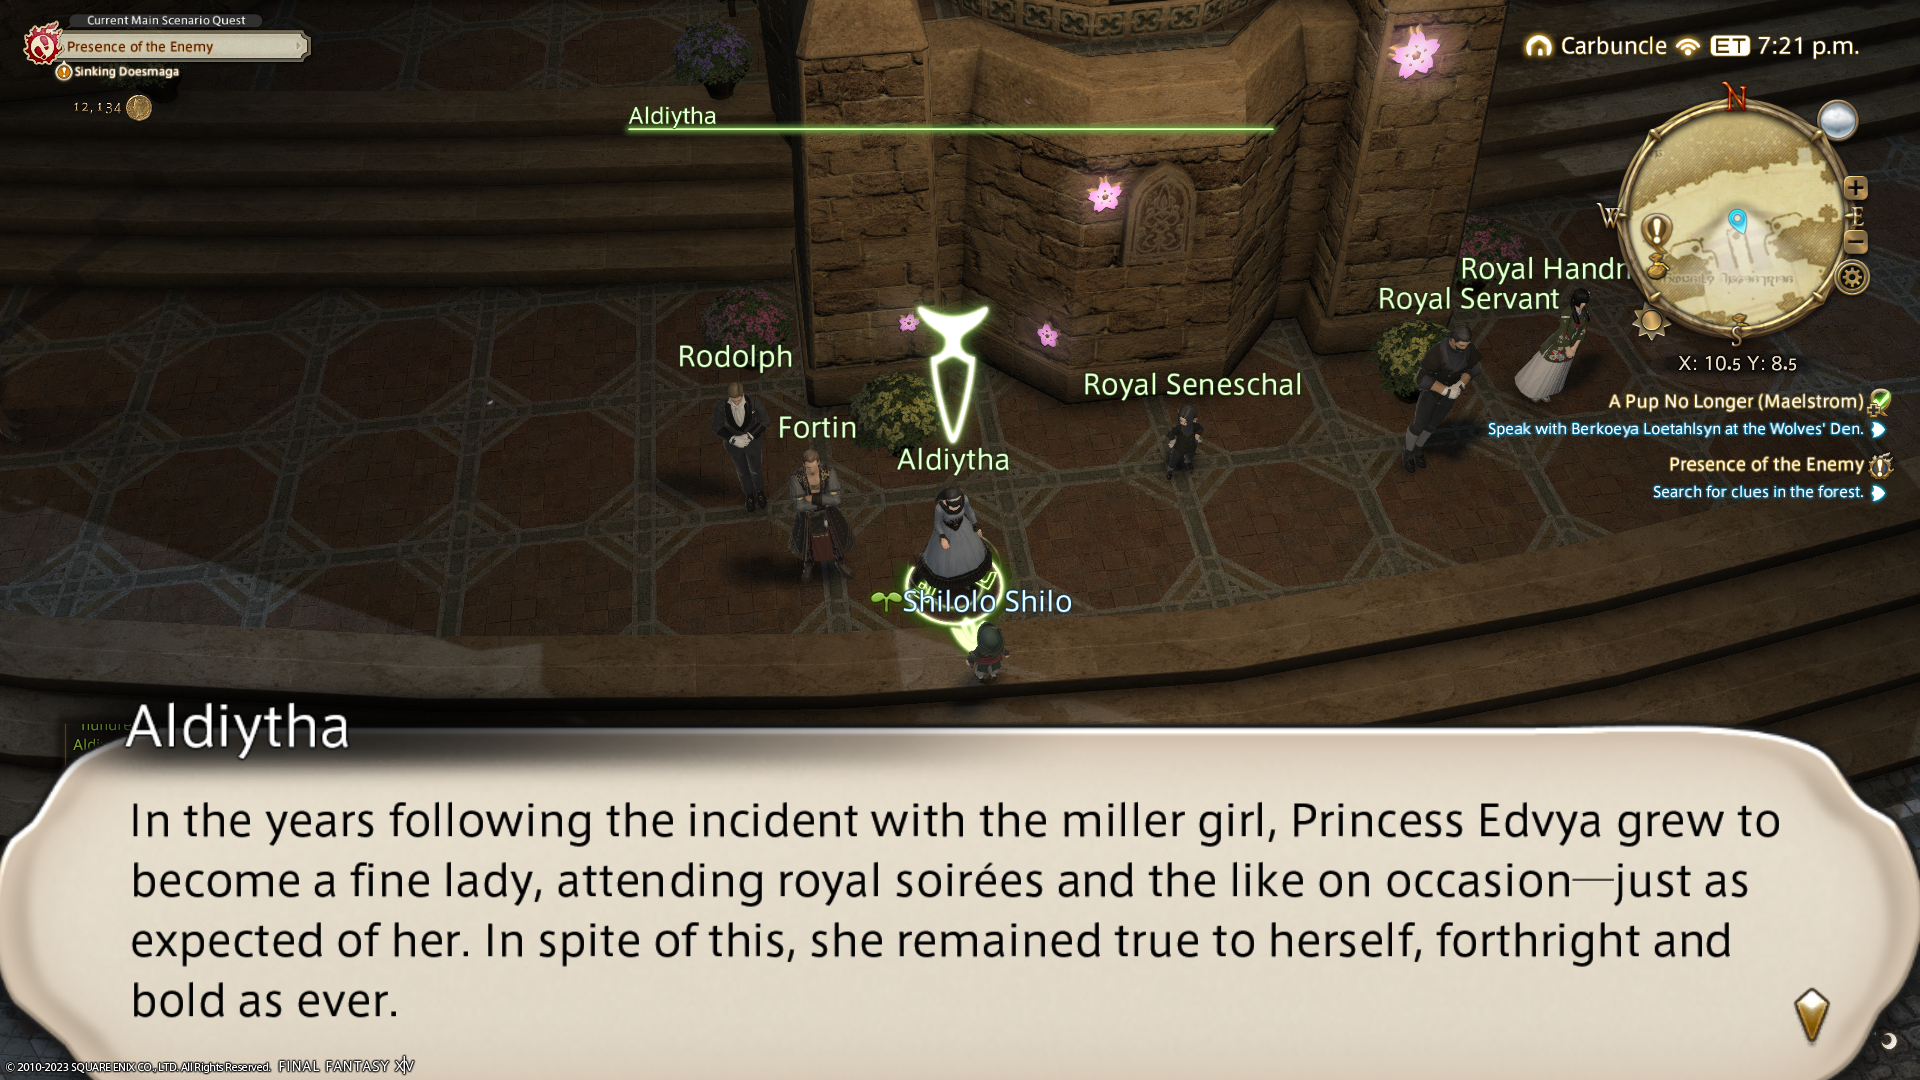 Current Main Scenario Quest
Presence of the Enemy
Sinking Doesmaga
12,134
Carbuncle ET 7:21 p.m.
Aldiytha
N
W
E
S
X: 10.5 Y: 8.5
A Pup No Longer (Maelstrom)
Speak with Berkoeya Loetahlsyn at the Wolves' Den.
Presence of the Enemy
Search for clues in the forest.
Royal Handm
Royal Servant
Rodolph
Royal Seneschal
Fortin
Aldiytha
Shilolo Shilo
Aldiytha
In the years following the incident with the miller girl, Princess Edvya grew to
become a fine lady, attending royal soirées and the like on occasion—just as
expected of her. In spite of this, she remained true to herself, forthright and
bold as ever.
© 2010-2023 SQUARE ENIX CO., LTD. All Rights Reserved. FINAL FANTASY XIV